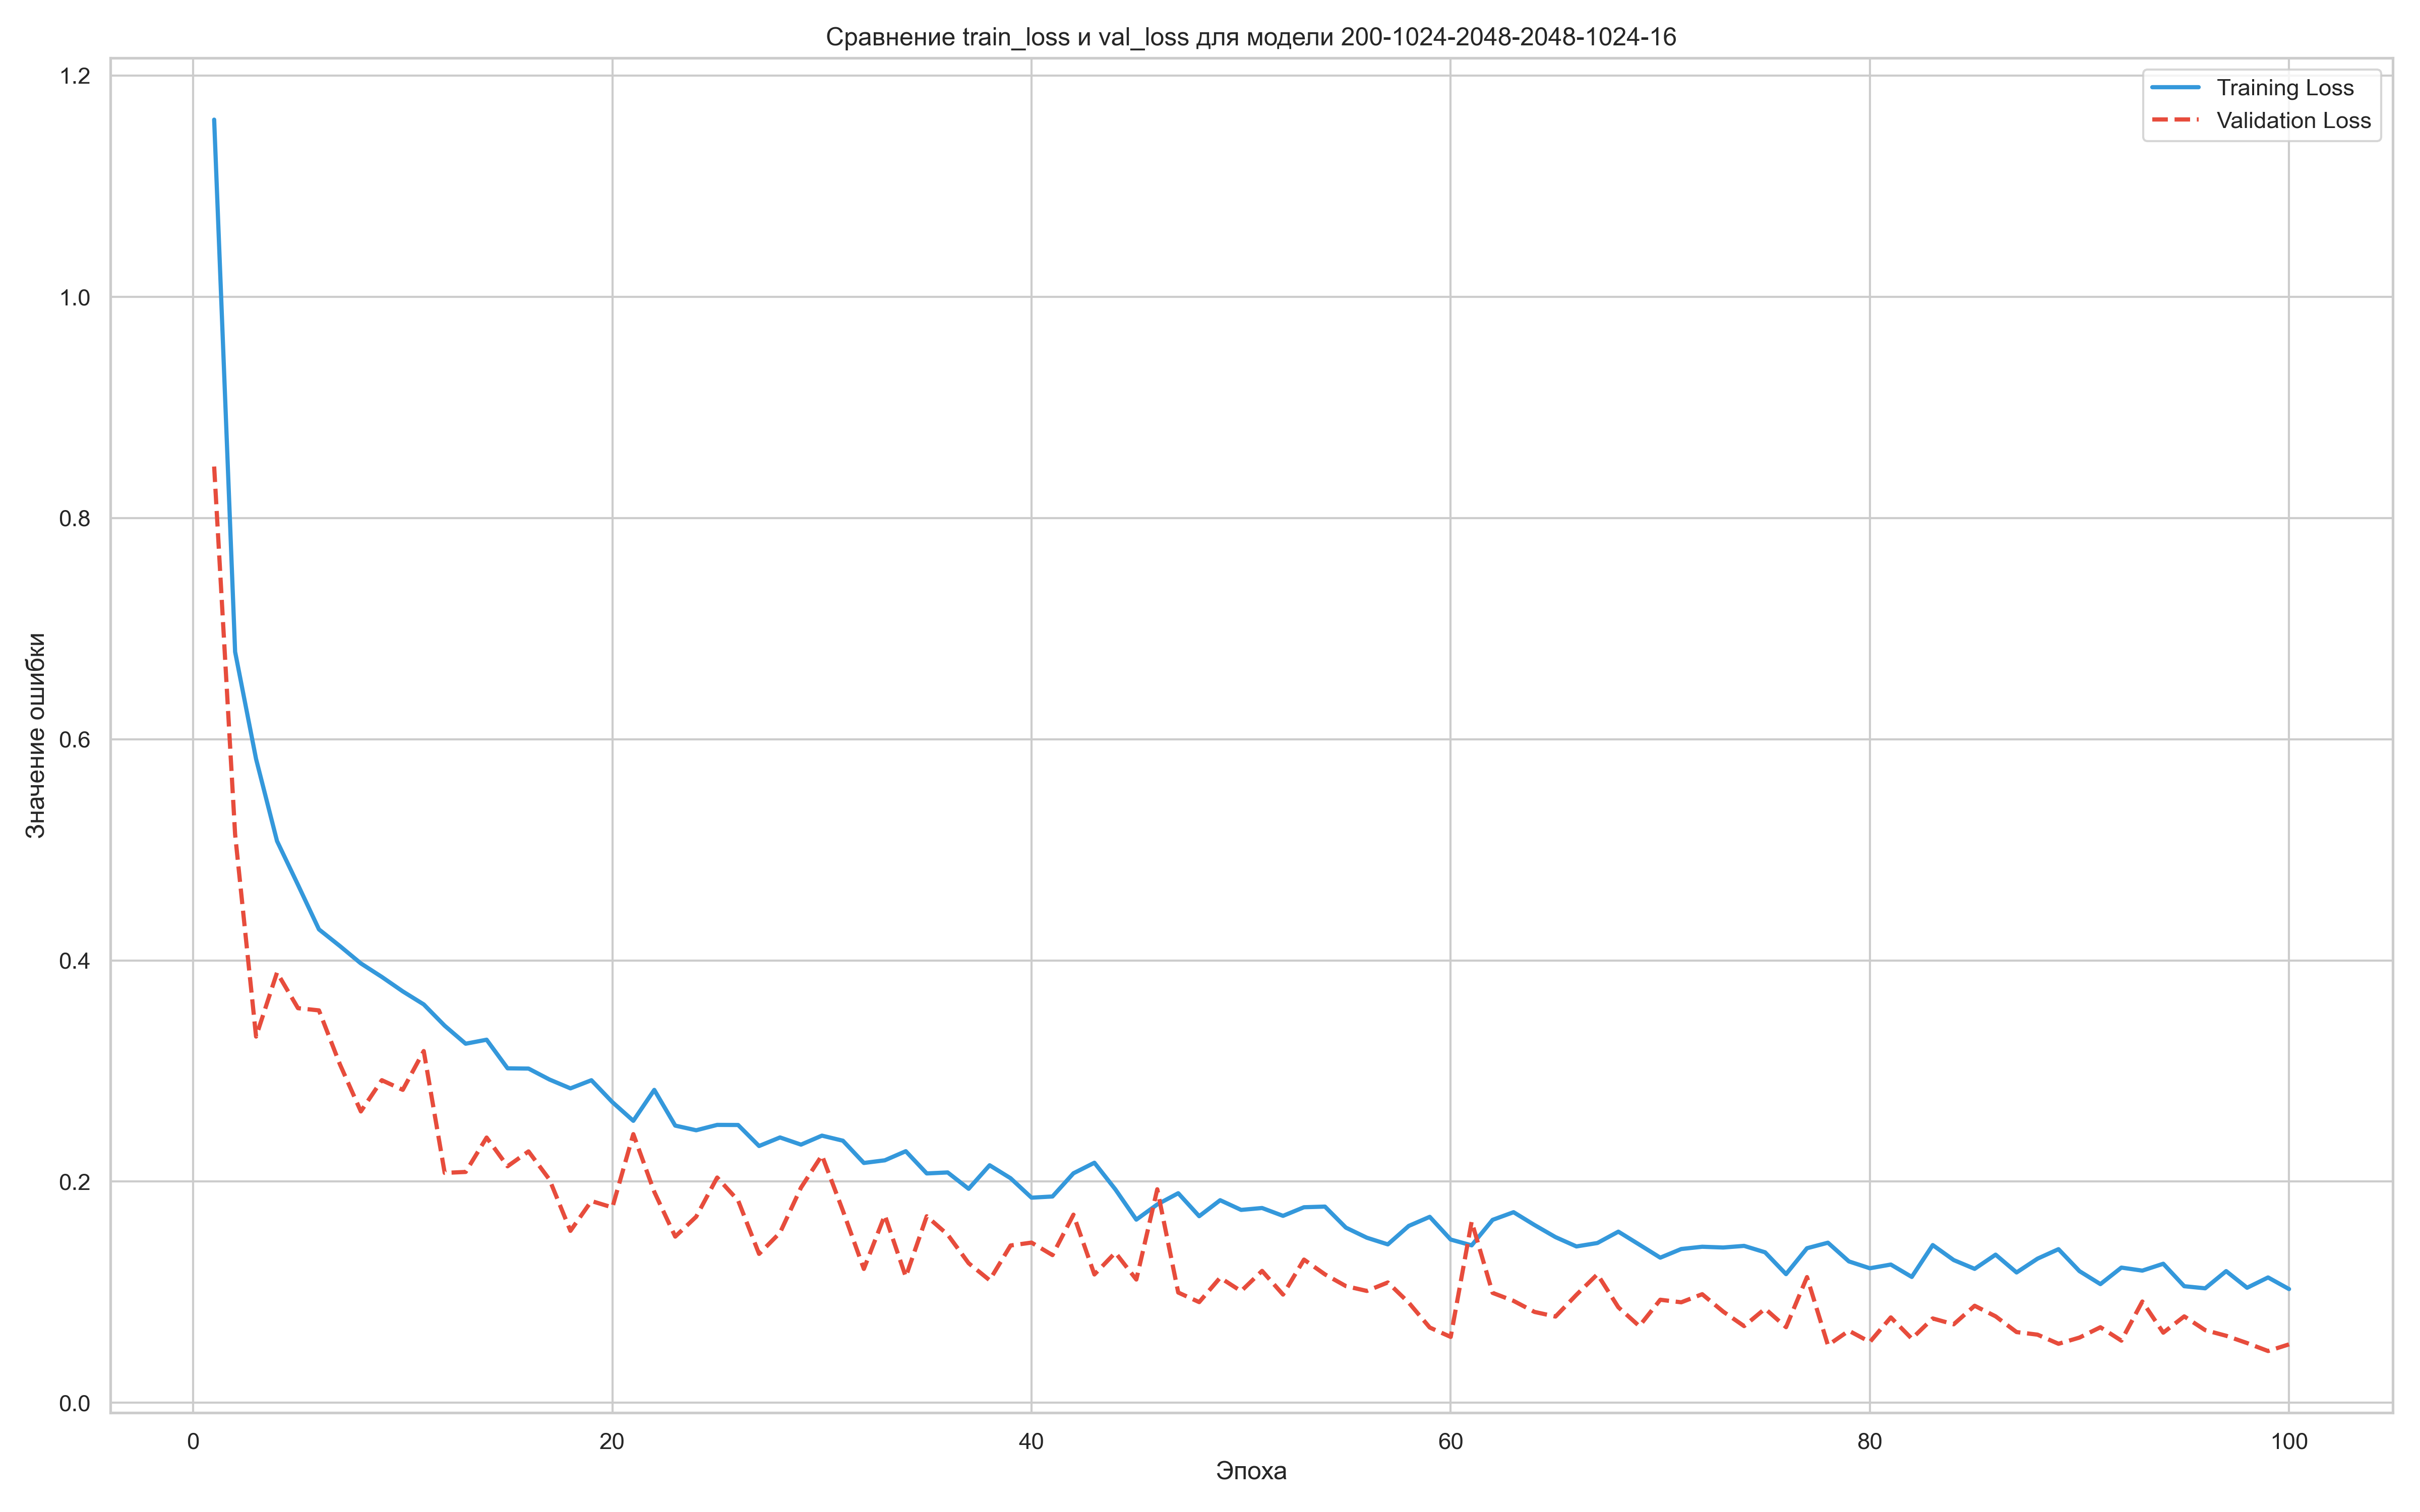 Сравнение train_loss и val_loss для модели 200-1024-2048-2048-1024-16
Training Loss
Validation Loss
Значение ошибки
1.2
1.0
0.8
0.6
0.4
0.2
0.0
0
20
40
60
80
100
Эпоха